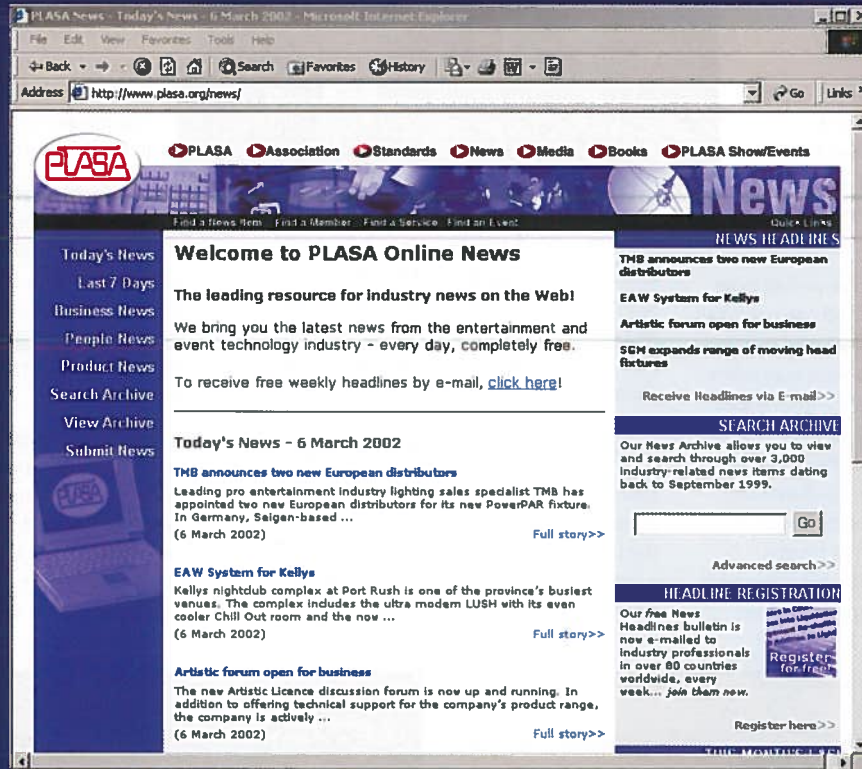 PLASA News - Today's News - 6 March 2002 - Microsoft Internet Explorer
File Edit View Favorites Tools Help
Back Search Favorites History
Address http://www.plasa.org/news/ Go Links
PLASA
PLASA Association Standards News Media Books PLASA Show/Events
News
Find a News Item Find a Member Find a Service Find an Event Quick Links
Today's News
Last 7 Days
Business News
People News
Product News
Search Archive
View Archive
Submit News
PLASA
Welcome to PLASA Online News
The leading resource for industry news on the Web!
We bring you the latest news from the entertainment and
event technology industry - every day, completely free.
To receive free weekly headlines by e-mail, click here!
Today's News - 6 March 2002
TMB announces two new European distributors
Leading pro entertainment industry lighting sales specialist TMB has
appointed two new European distributors for its new PowerPAR fixture.
In Germany, Seigen-based ...
(6 March 2002) Full story>>
EAW System for Kellys
Kellys nightclub complex at Port Rush is one of the province's busiest
venues. The complex includes the ultra modern LUSH with its even
cooler Chill Out room and the now ...
(6 March 2002) Full story>>
Artistic forum open for business
The new Artistic Licence discussion forum is now up and running. In
addition to offering technical support for the company's product range,
the company is actively ...
(6 March 2002) Full story>>
NEWS HEADLINES
TMB announces two new European
distributors
EAW System for Kellys
Artistic forum open for business
SGM expands range of moving head
fixtures
Receive Headlines via E-mail>>
SEARCH ARCHIVE
Our News Archive allows you to view
and search through over 3,000
industry-related news items dating
back to September 1999.
Go
Advanced search>>
HEADLINE REGISTRATION
Our free News
Headlines bulletin is
now e-mailed to
industry professionals
in over 80 countries
worldwide, every
week... join them now.
Register
for free!
Register here>>